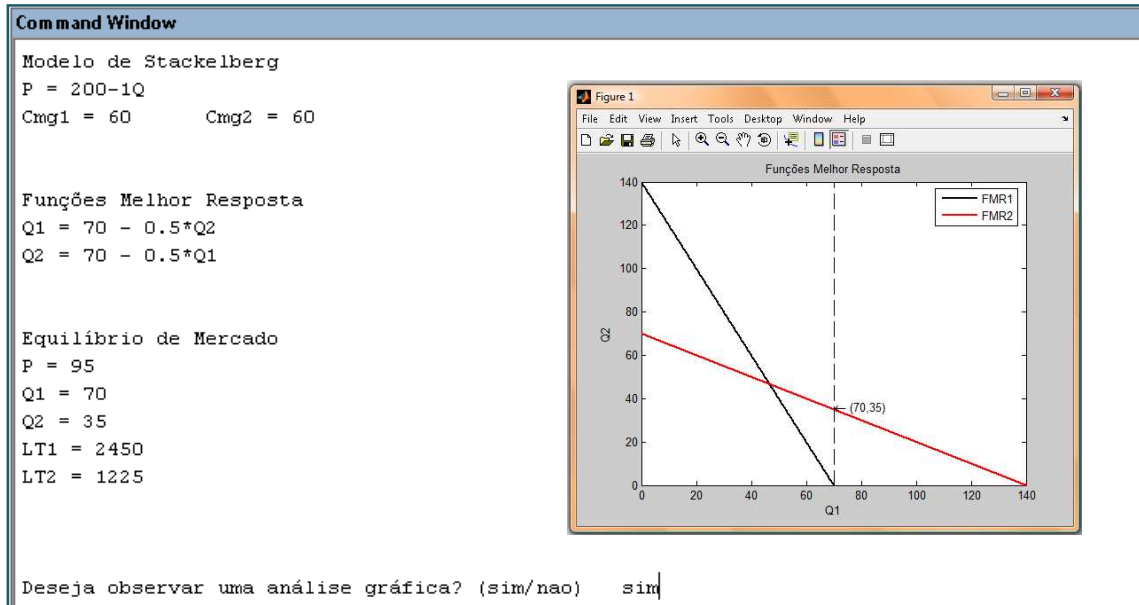 Command Window
Modelo de Stackelberg
P = 200-1Q
Cmg1 = 60 Cmg2 = 60
Funções Melhor Resposta
Q1 = 70 - 0.5*Q2
Q2 = 70 - 0.5*Q1
Equilíbrio de Mercado
P = 95
Q1 = 70
Q2 = 35
LT1 = 2450
LT2 = 1225
Deseja observar uma análise gráfica? (sim/nao) sim
Figure 1
File Edit View Insert Tools Desktop Window Help
Funções Melhor Resposta
FMR1
FMR2
140
120
100
80
60
40
20
0
Q2
(70,35)
0 20 40 60 80 100 120 140
Q1